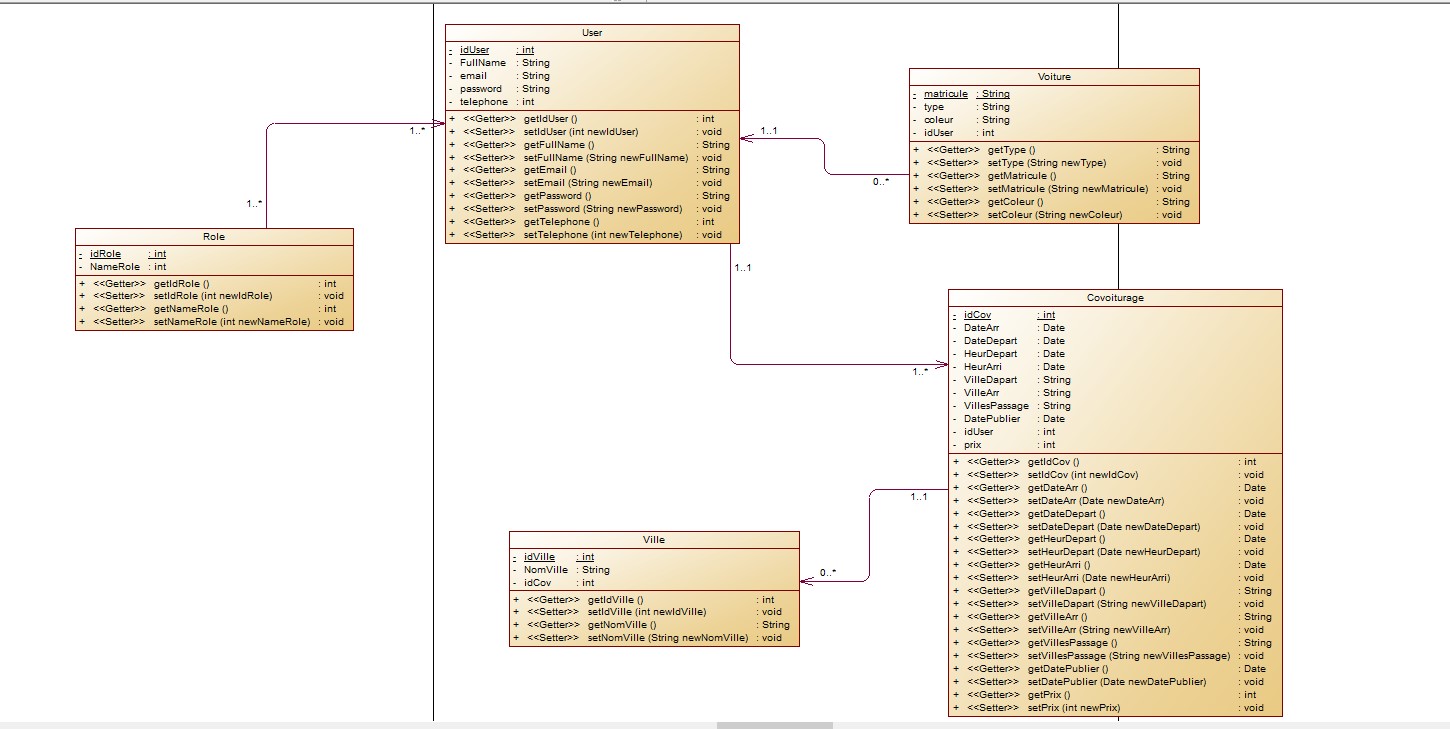 User
- idUser : int
- FullName : String
- email : String
- password : String
- telephone : int
+ <<Getter>> getIdUser () : int
+ <<Setter>> setIdUser (int newIdUser) : void
+ <<Getter>> getFullName () : String
+ <<Setter>> setFullName (String newFullName) : void
+ <<Getter>> getEmail () : String
+ <<Setter>> setEmail (String newEmail) : void
+ <<Getter>> getPassword () : String
+ <<Setter>> setPassword (String newPassword) : void
+ <<Getter>> getTelephone () : int
+ <<Setter>> setTelephone (int newTelephone) : void
Voiture
- matricule : String
- type : String
- coleur : String
- idUser : int
+ <<Getter>> getType () : String
+ <<Setter>> setType (String newType) : void
+ <<Getter>> getMatricule () : String
+ <<Setter>> setMatricule (String newMatricule) : void
+ <<Getter>> getColeur () : String
+ <<Setter>> setColeur (String newColeur) : void
1..*
1..1
0..*
1..*
Role
- idRole : int
- NameRole : int
+ <<Getter>> getIdRole () : int
+ <<Setter>> setIdRole (int newIdRole) : void
+ <<Getter>> getNameRole () : int
+ <<Setter>> setNameRole (int newNameRole) : void
1..1
1..*
Covoiturage
- idCov : int
- DateArr : Date
- DateDepart : Date
- HeurDepart : Date
- HeurArri : Date
- VilleDapart : String
- VilleArr : String
- VillesPassage : String
- DatePublier : Date
- idUser : int
- prix : int
+ <<Getter>> getIdCov () : int
+ <<Setter>> setIdCov (int newIdCov) : void
+ <<Getter>> getDateArr () : Date
+ <<Setter>> setDateArr (Date newDateArr) : void
+ <<Getter>> getDateDepart () : Date
+ <<Setter>> setDateDepart (Date newDateDepart) : void
+ <<Getter>> getHeurDepart () : Date
+ <<Setter>> setHeurDepart (Date newHeurDepart) : void
+ <<Getter>> getHeurArri () : Date
+ <<Setter>> setHeurArri (Date newHeurArri) : void
+ <<Getter>> getVilleDapart () : String
+ <<Setter>> setVilleDapart (String newVilleDapart) : void
+ <<Getter>> getVilleArr () : String
+ <<Setter>> setVilleArr (String newVilleArr) : void
+ <<Getter>> getVillesPassage () : String
+ <<Setter>> setVillesPassage (String newVillesPassage) : void
+ <<Getter>> getDatePublier () : Date
+ <<Setter>> setDatePublier (Date newDatePublier) : void
+ <<Getter>> getPrix () : int
+ <<Setter>> setPrix (int newPrix) : void
1..1
0..*
Ville
- idVille : int
- NomVille : String
- idCov : int
+ <<Getter>> getIdVille () : int
+ <<Setter>> setIdVille (int newIdVille) : void
+ <<Getter>> getNomVille () : String
+ <<Setter>> setNomVille (String newNomVille) : void